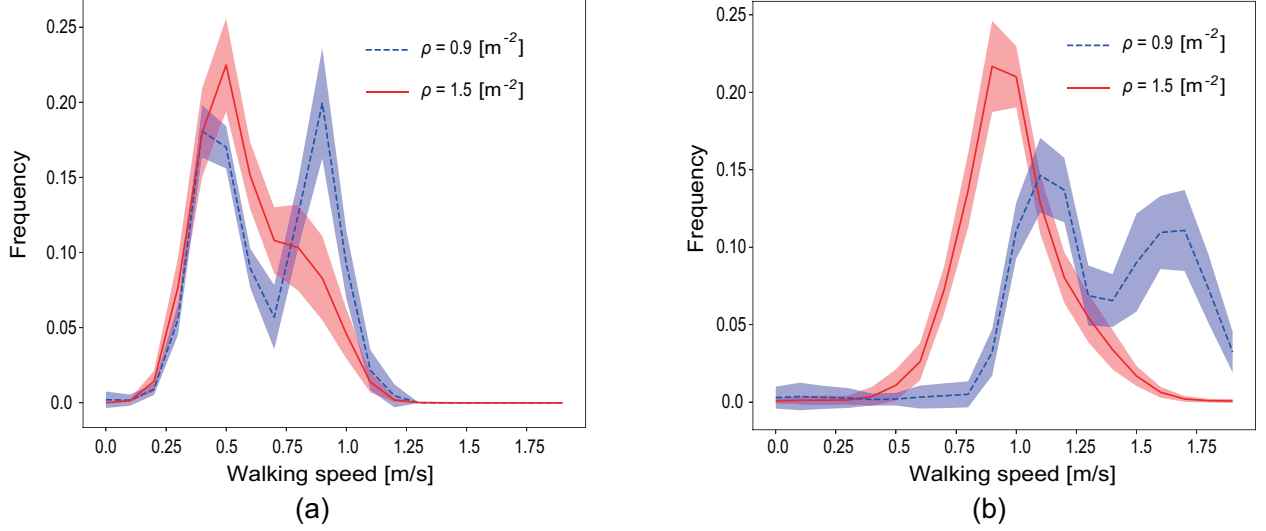 0.25
0.20
0.15
0.10
0.05
0.0
Frequency
ρ = 0.9 [m⁻²]
ρ = 1.5 [m⁻²]
0.0 0.25 0.5 0.75 1.0 1.25 1.5 1.75
Walking speed [m/s]
(a)
0.25
0.20
0.15
0.10
0.05
0.0
Frequency
ρ = 0.9 [m⁻²]
ρ = 1.5 [m⁻²]
0.0 0.25 0.5 0.75 1.0 1.25 1.5 1.75
Walking speed [m/s]
(b)